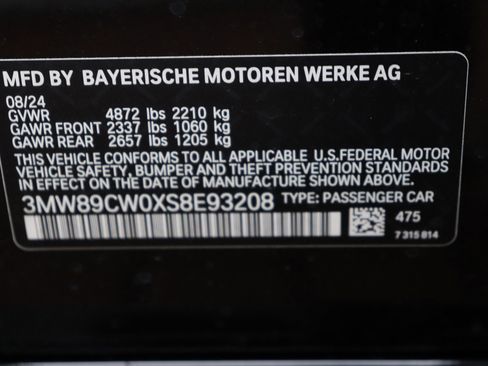 MFD BY BAYERISCHE MOTOREN WERKE AG
08/24
GVWR 4872 lbs 2210 kg
GAWR FRONT 2337 lbs 1060 kg
GAWR REAR 2657 lbs 1205 kg
THIS VEHICLE CONFORMS TO ALL APPLICABLE U.S.FEDERAL MOTOR
VEHICLE SAFETY, BUMPER AND THEFT PREVENTION STANDARDS
IN EFFECT ON THE DATE OF MANUFACTURE SHOWN ABOVE.
3MW89CW0XS8E93208 TYPE: PASSENGER CAR
475
7 315 814